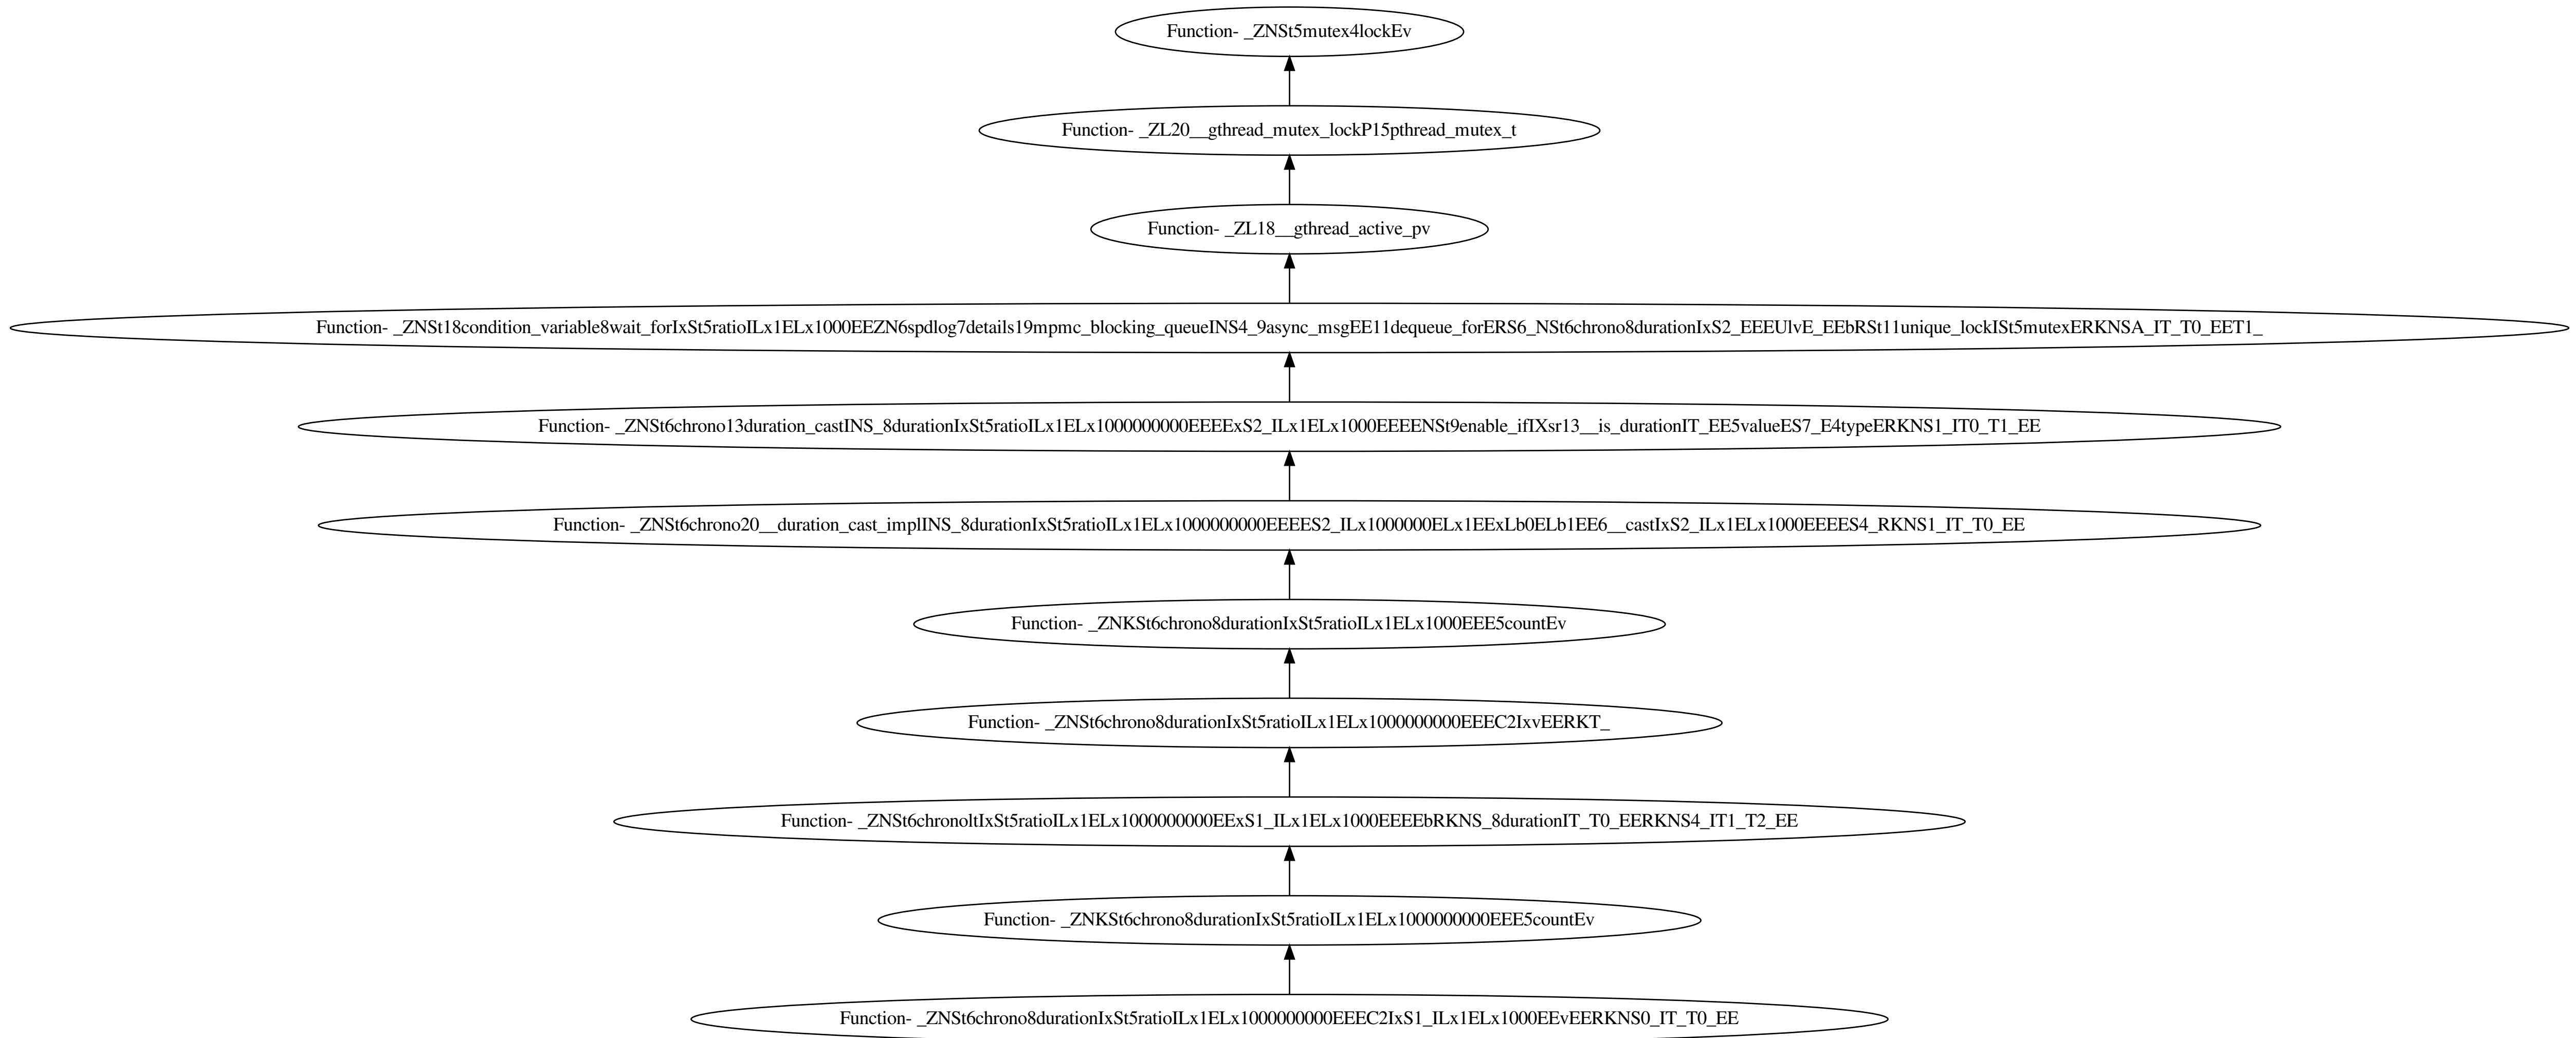 Function- _ZNSt5mutex4lockEv
Function- _ZL20__gthread_mutex_lockP15pthread_mutex_t
Function- _ZL18__gthread_active_pv
Function- _ZNSt18condition_variable8wait_forIxSt5ratioILx1ELx1000EEZN6spdlog7details19mpmc_blocking_queueINS4_9async_msgEE11dequeue_forERS6_NSt6chrono8durationIxS2_EEEUlvE_EEbRSt11unique_lockISt5mutexERKNSA_IT_T0_EET1_
Function- _ZNSt6chrono13duration_castINS_8durationIxSt5ratioILx1ELx1000000000EEEExS2_ILx1ELx1000EEEENSt9enable_ifIXsr13__is_durationIT_EE5valueES7_E4typeERKNS1_IT0_T1_EE
Function- _ZNSt6chrono20__duration_cast_implINS_8durationIxSt5ratioILx1ELx1000000000EEEES2_ILx1000000ELx1EExLb0ELb1EE6__castIxS2_ILx1ELx1000EEEES4_RKNS1_IT_T0_EE
Function- _ZNKSt6chrono8durationIxSt5ratioILx1ELx1000EEE5countEv
Function- _ZNSt6chrono8durationIxSt5ratioILx1ELx1000000000EEEC2IxvEERKT_
Function- _ZNSt6chronoltIxSt5ratioILx1ELx1000000000EExS1_ILx1ELx1000EEEEbRKNS_8durationIT_T0_EERKNS4_IT1_T2_EE
Function- _ZNKSt6chrono8durationIxSt5ratioILx1ELx1000000000EEE5countEv
Function- _ZNSt6chrono8durationIxSt5ratioILx1ELx1000000000EEEC2IxS1_ILx1ELx1000EEvEERKNS0_IT_T0_EE